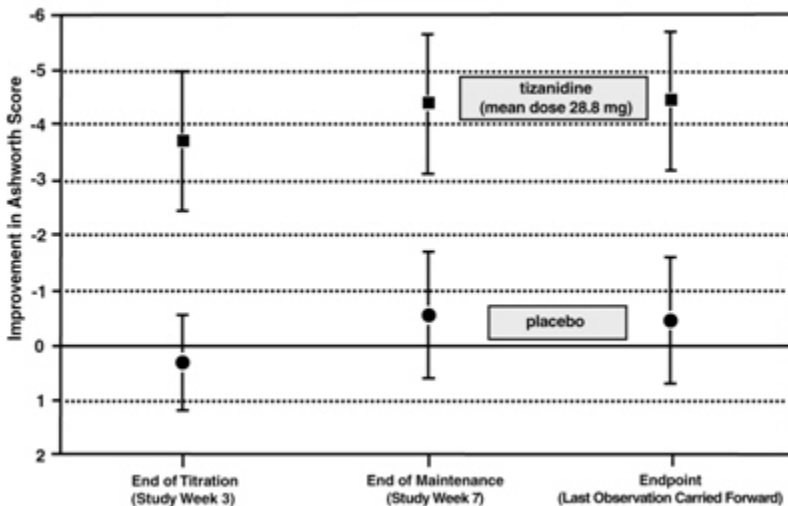 Improvement in Ashworth Score
-6
-5
-4
-3
-2
-1
0
1
2
tizanidine
(mean dose 28.8 mg)
placebo
End of Titration
(Study Week 3)
End of Maintenance
(Study Week 7)
Endpoint
(Last Observation Carried Forward)